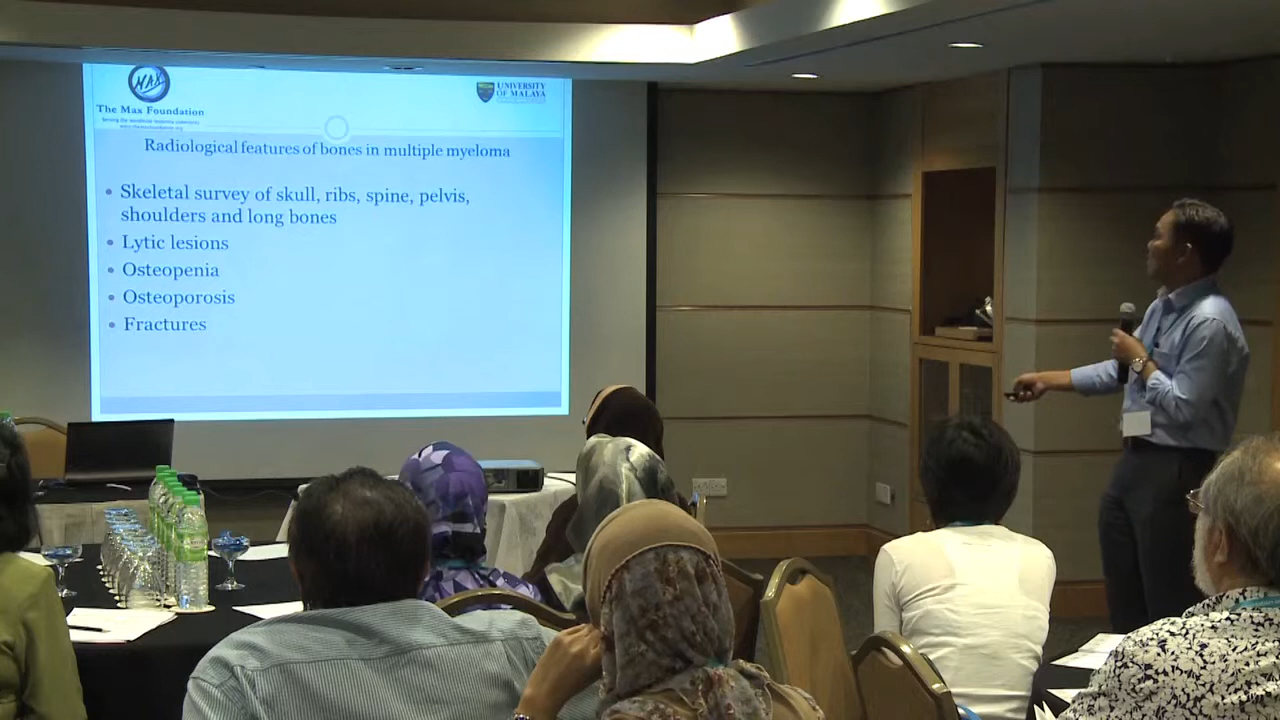 MAX
The Max Foundation
UNIVERSITY
OF MALAYA
Radiological features of bones in multiple myeloma
• Skeletal survey of skull, ribs, spine, pelvis,
shoulders and long bones
• Lytic lesions
• Osteopenia
• Osteoporosis
• Fractures